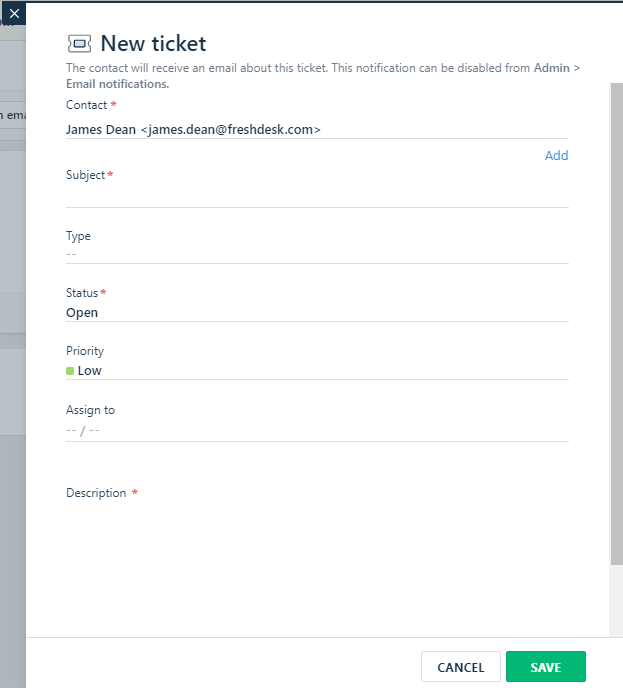 New ticket
The contact will receive an email about this ticket. This notification can be disabled from Admin >
Email notifications.
Contact *
James Dean <james.dean@freshdesk.com>
Add
Subject *
Type
--
Status *
Open
Priority
Low
Assign to
-- / --
Description *
CANCEL
SAVE